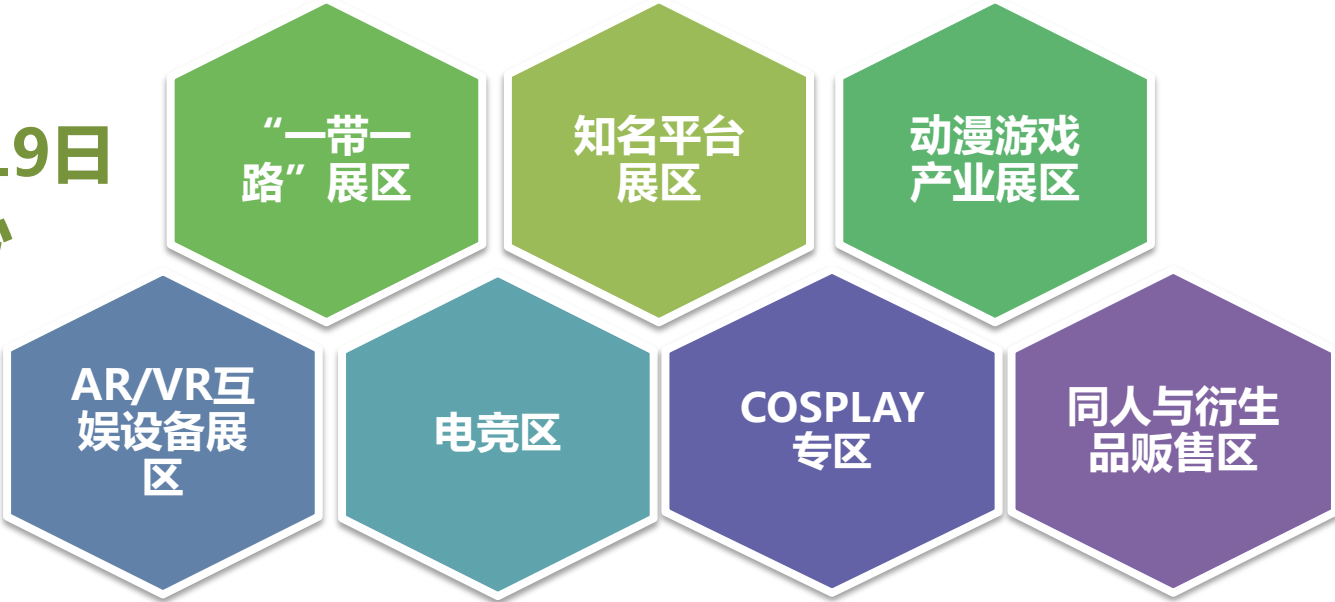 19日
“一带一
路”展区
知名平台
展区
动漫游戏
产业展区
AR/VR互
娱设备展
区
电竞区
COSPLAY
专区
同人与衍生
品贩售区